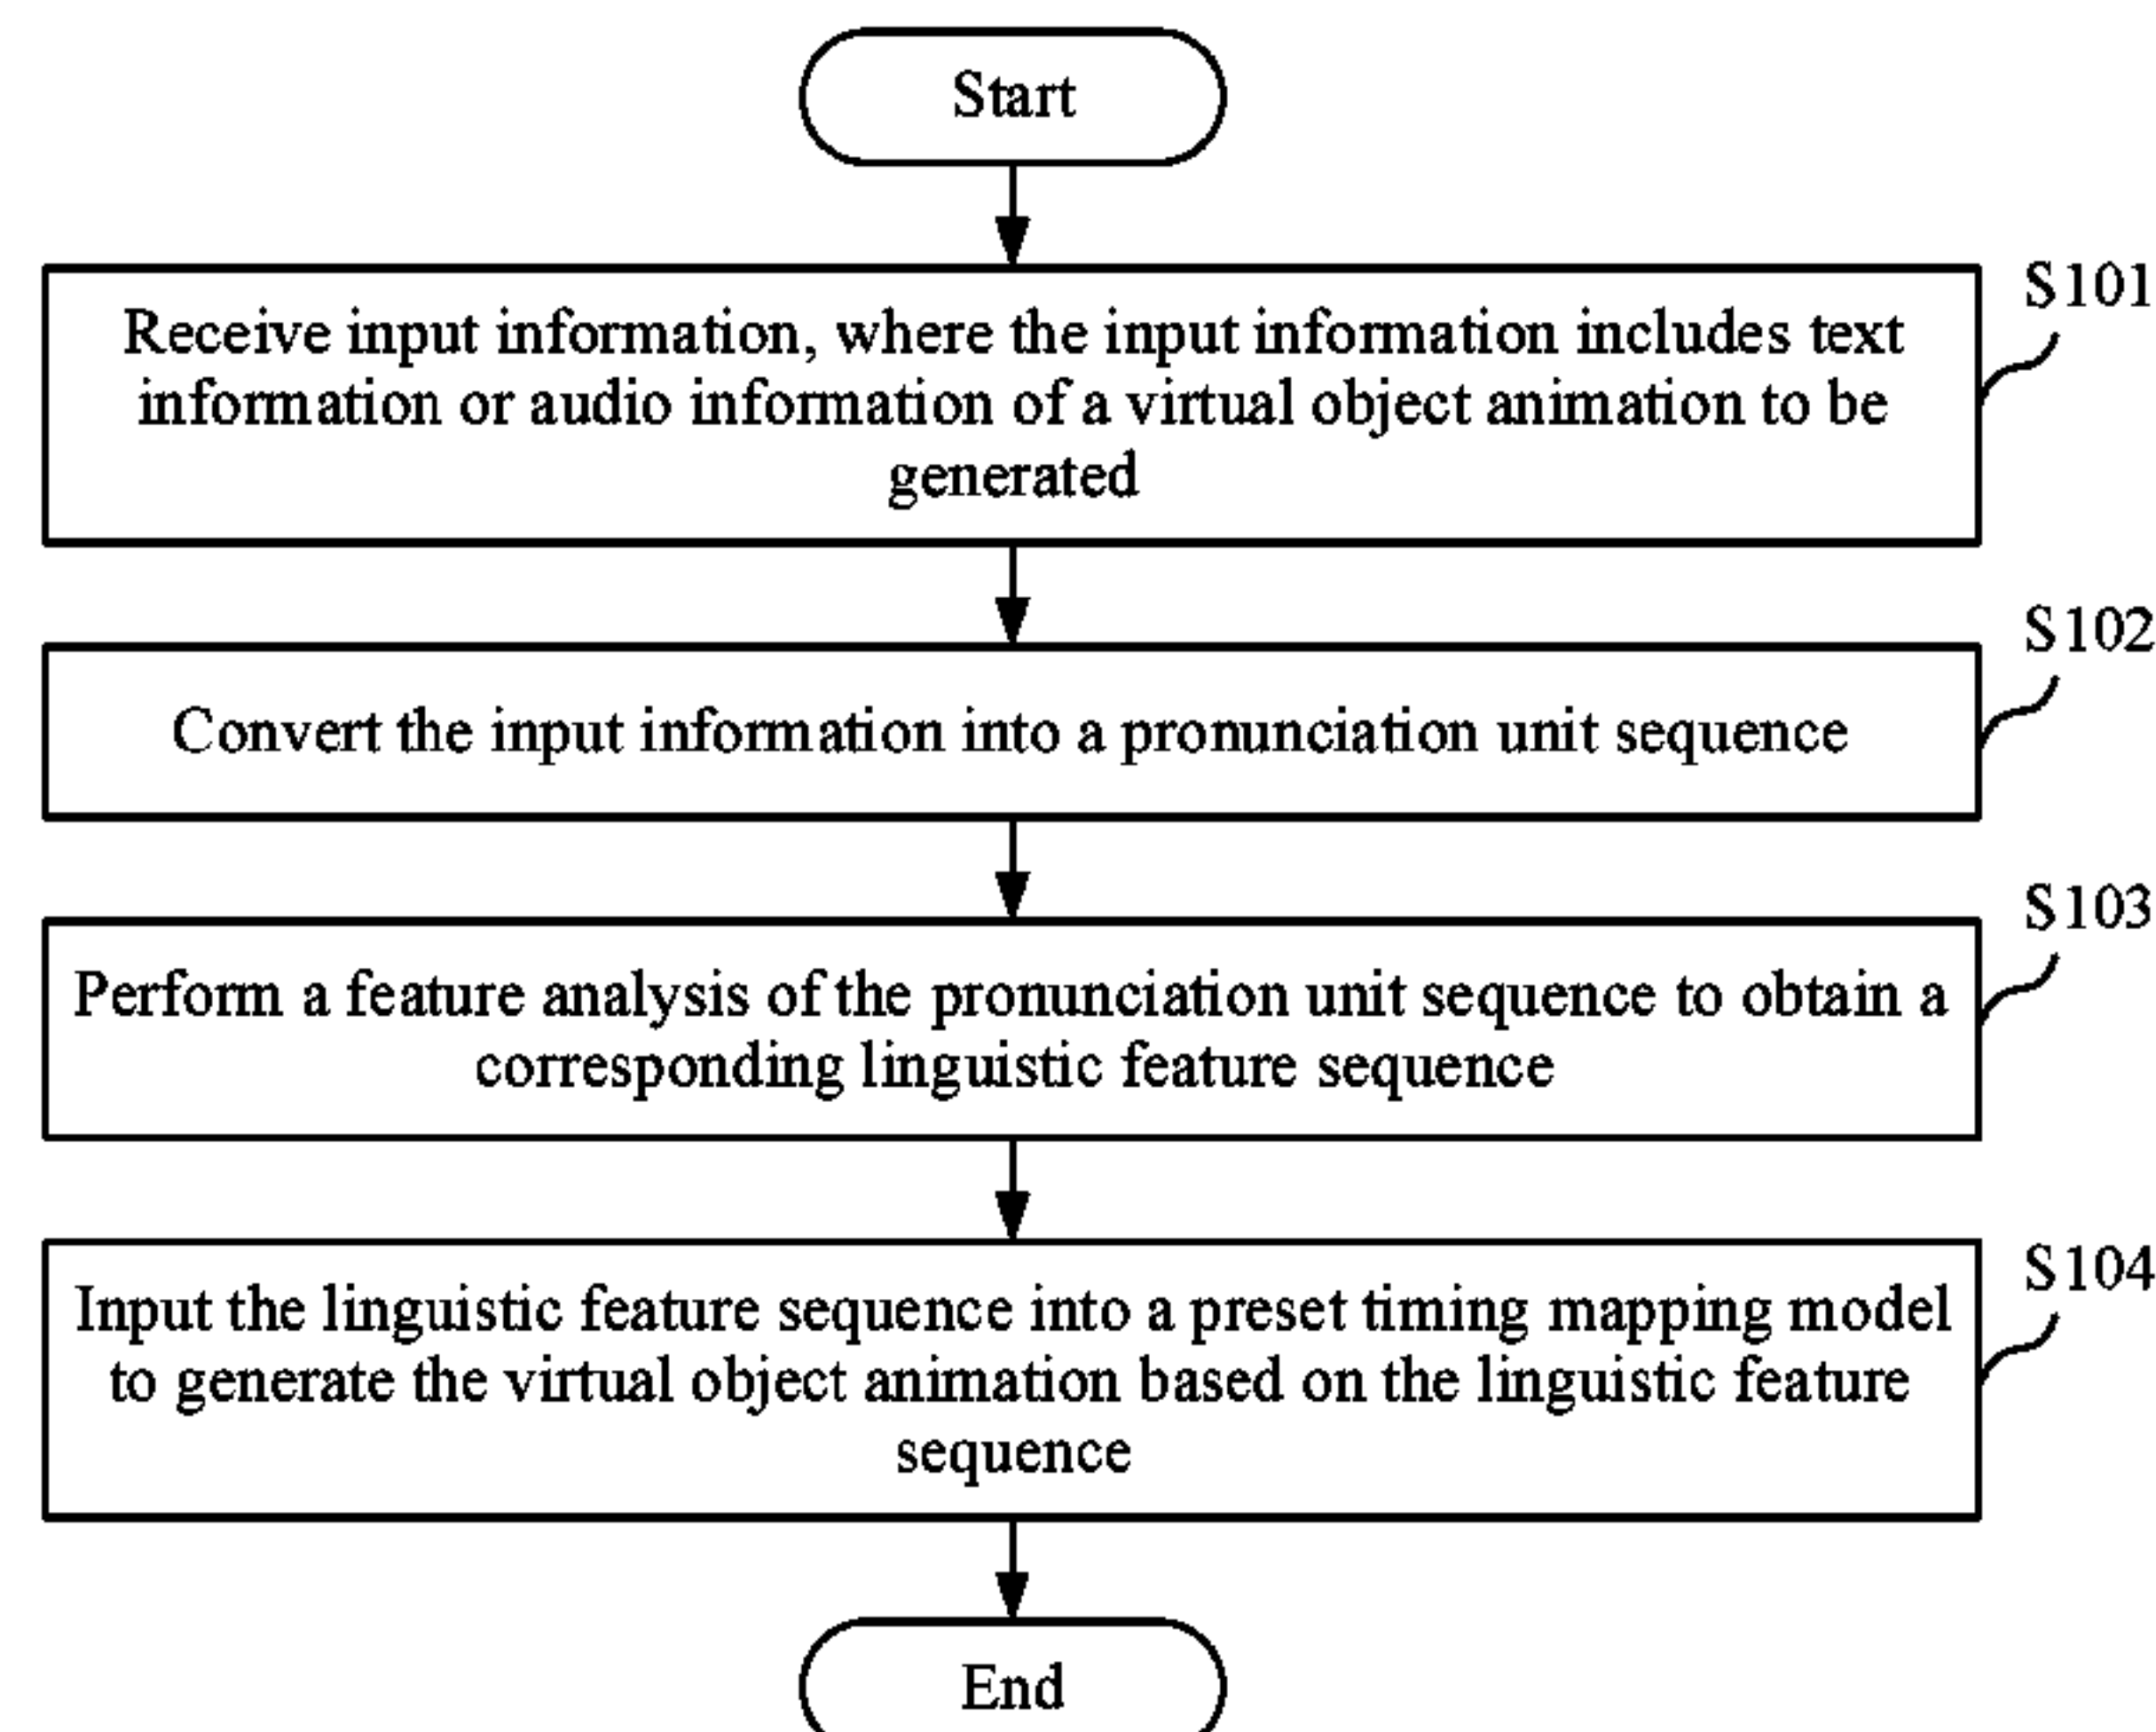 Start
S101
Receive input information, where the input information includes text
information or audio information of a virtual object animation to be
generated
S102
Convert the input information into a pronunciation unit sequence
S103
Perform a feature analysis of the pronunciation unit sequence to obtain a
corresponding linguistic feature sequence
S104
Input the linguistic feature sequence into a preset timing mapping model
to generate the virtual object animation based on the linguistic feature
sequence
End